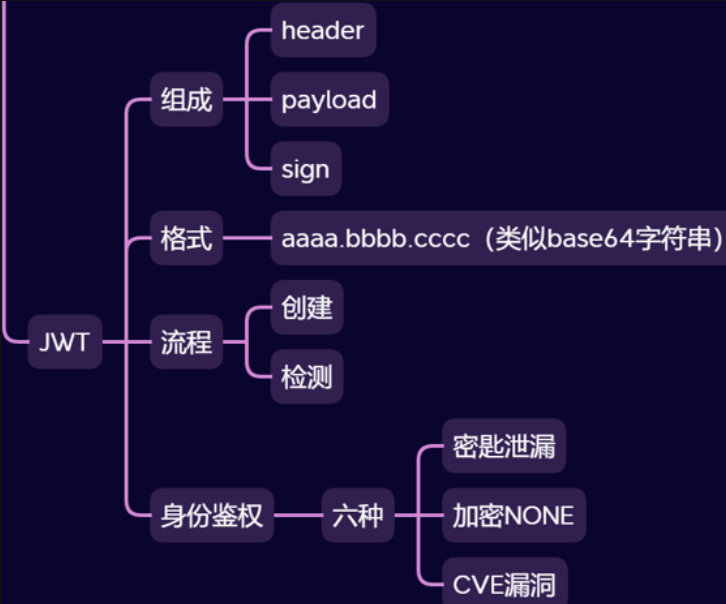 header
组成
payload
sign
格式
aaaa.bbbb.cccc（类似base64字符串）
创建
JWT
流程
检测
密匙泄漏
身份鉴权
六种
加密NONE
CVE漏洞